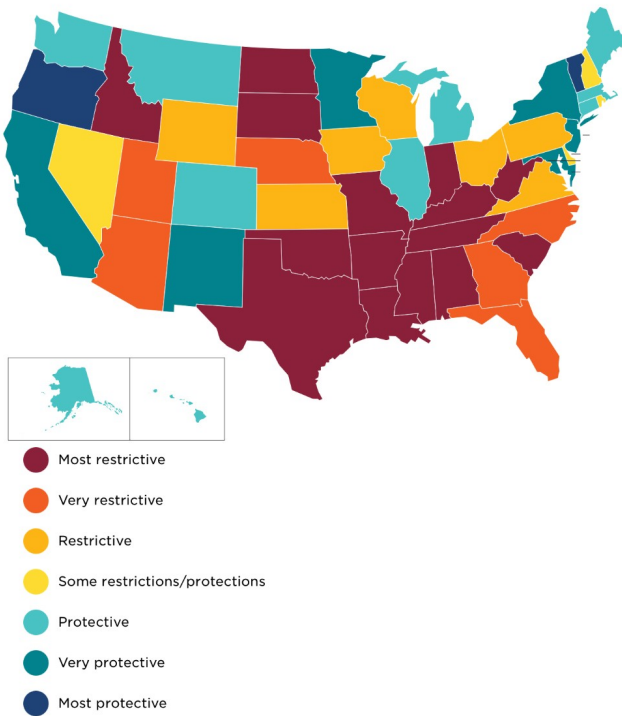 Most restrictive
Very restrictive
Restrictive
Some restrictions/protections
Protective
Very protective
Most protective